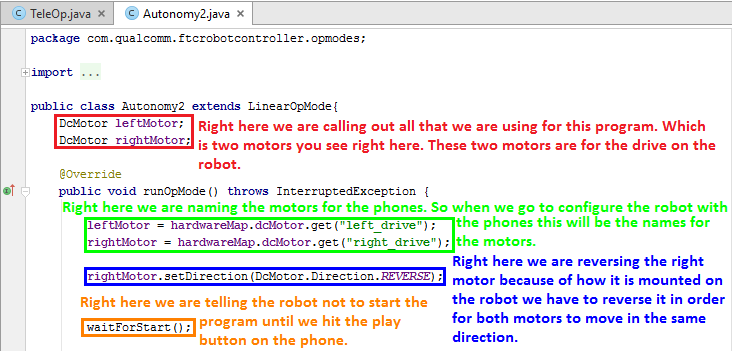 TeleOp.java × Autonomy2.java ×
package com.qualcomm.ftcrobotcontroller.opmodes;
import ...
public class Autonomy2 extends LinearOpMode{
DcMotor leftMotor;
DcMotor rightMotor;
Right here we are calling out all that we are using for this program. Which
is two motors you see right here. These two motors are for the drive on the
robot.
@Override
public void runOpMode() throws InterruptedException {
Right here we are naming the motors for the phones. So when we go to configure the robot with
the phones this will be the names for
the motors.
leftMotor = hardwareMap.dcMotor.get("left_drive");
rightMotor = hardwareMap.dcMotor.get("right_drive");
rightMotor.setDirection(DcMotor.Direction.REVERSE);
Right here we are reversing the right
motor because of how it is mounted on
the robot we have to reverse it in order
for both motors to move in the same
direction.
Right here we are telling the robot not to start the
program until we hit the play
button on the phone.
waitForStart();